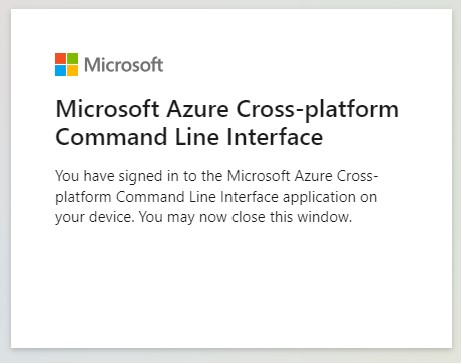 Microsoft
Microsoft Azure Cross-platform
Command Line Interface
You have signed in to the Microsoft Azure Cross-
platform Command Line Interface application on
your device. You may now close this window.